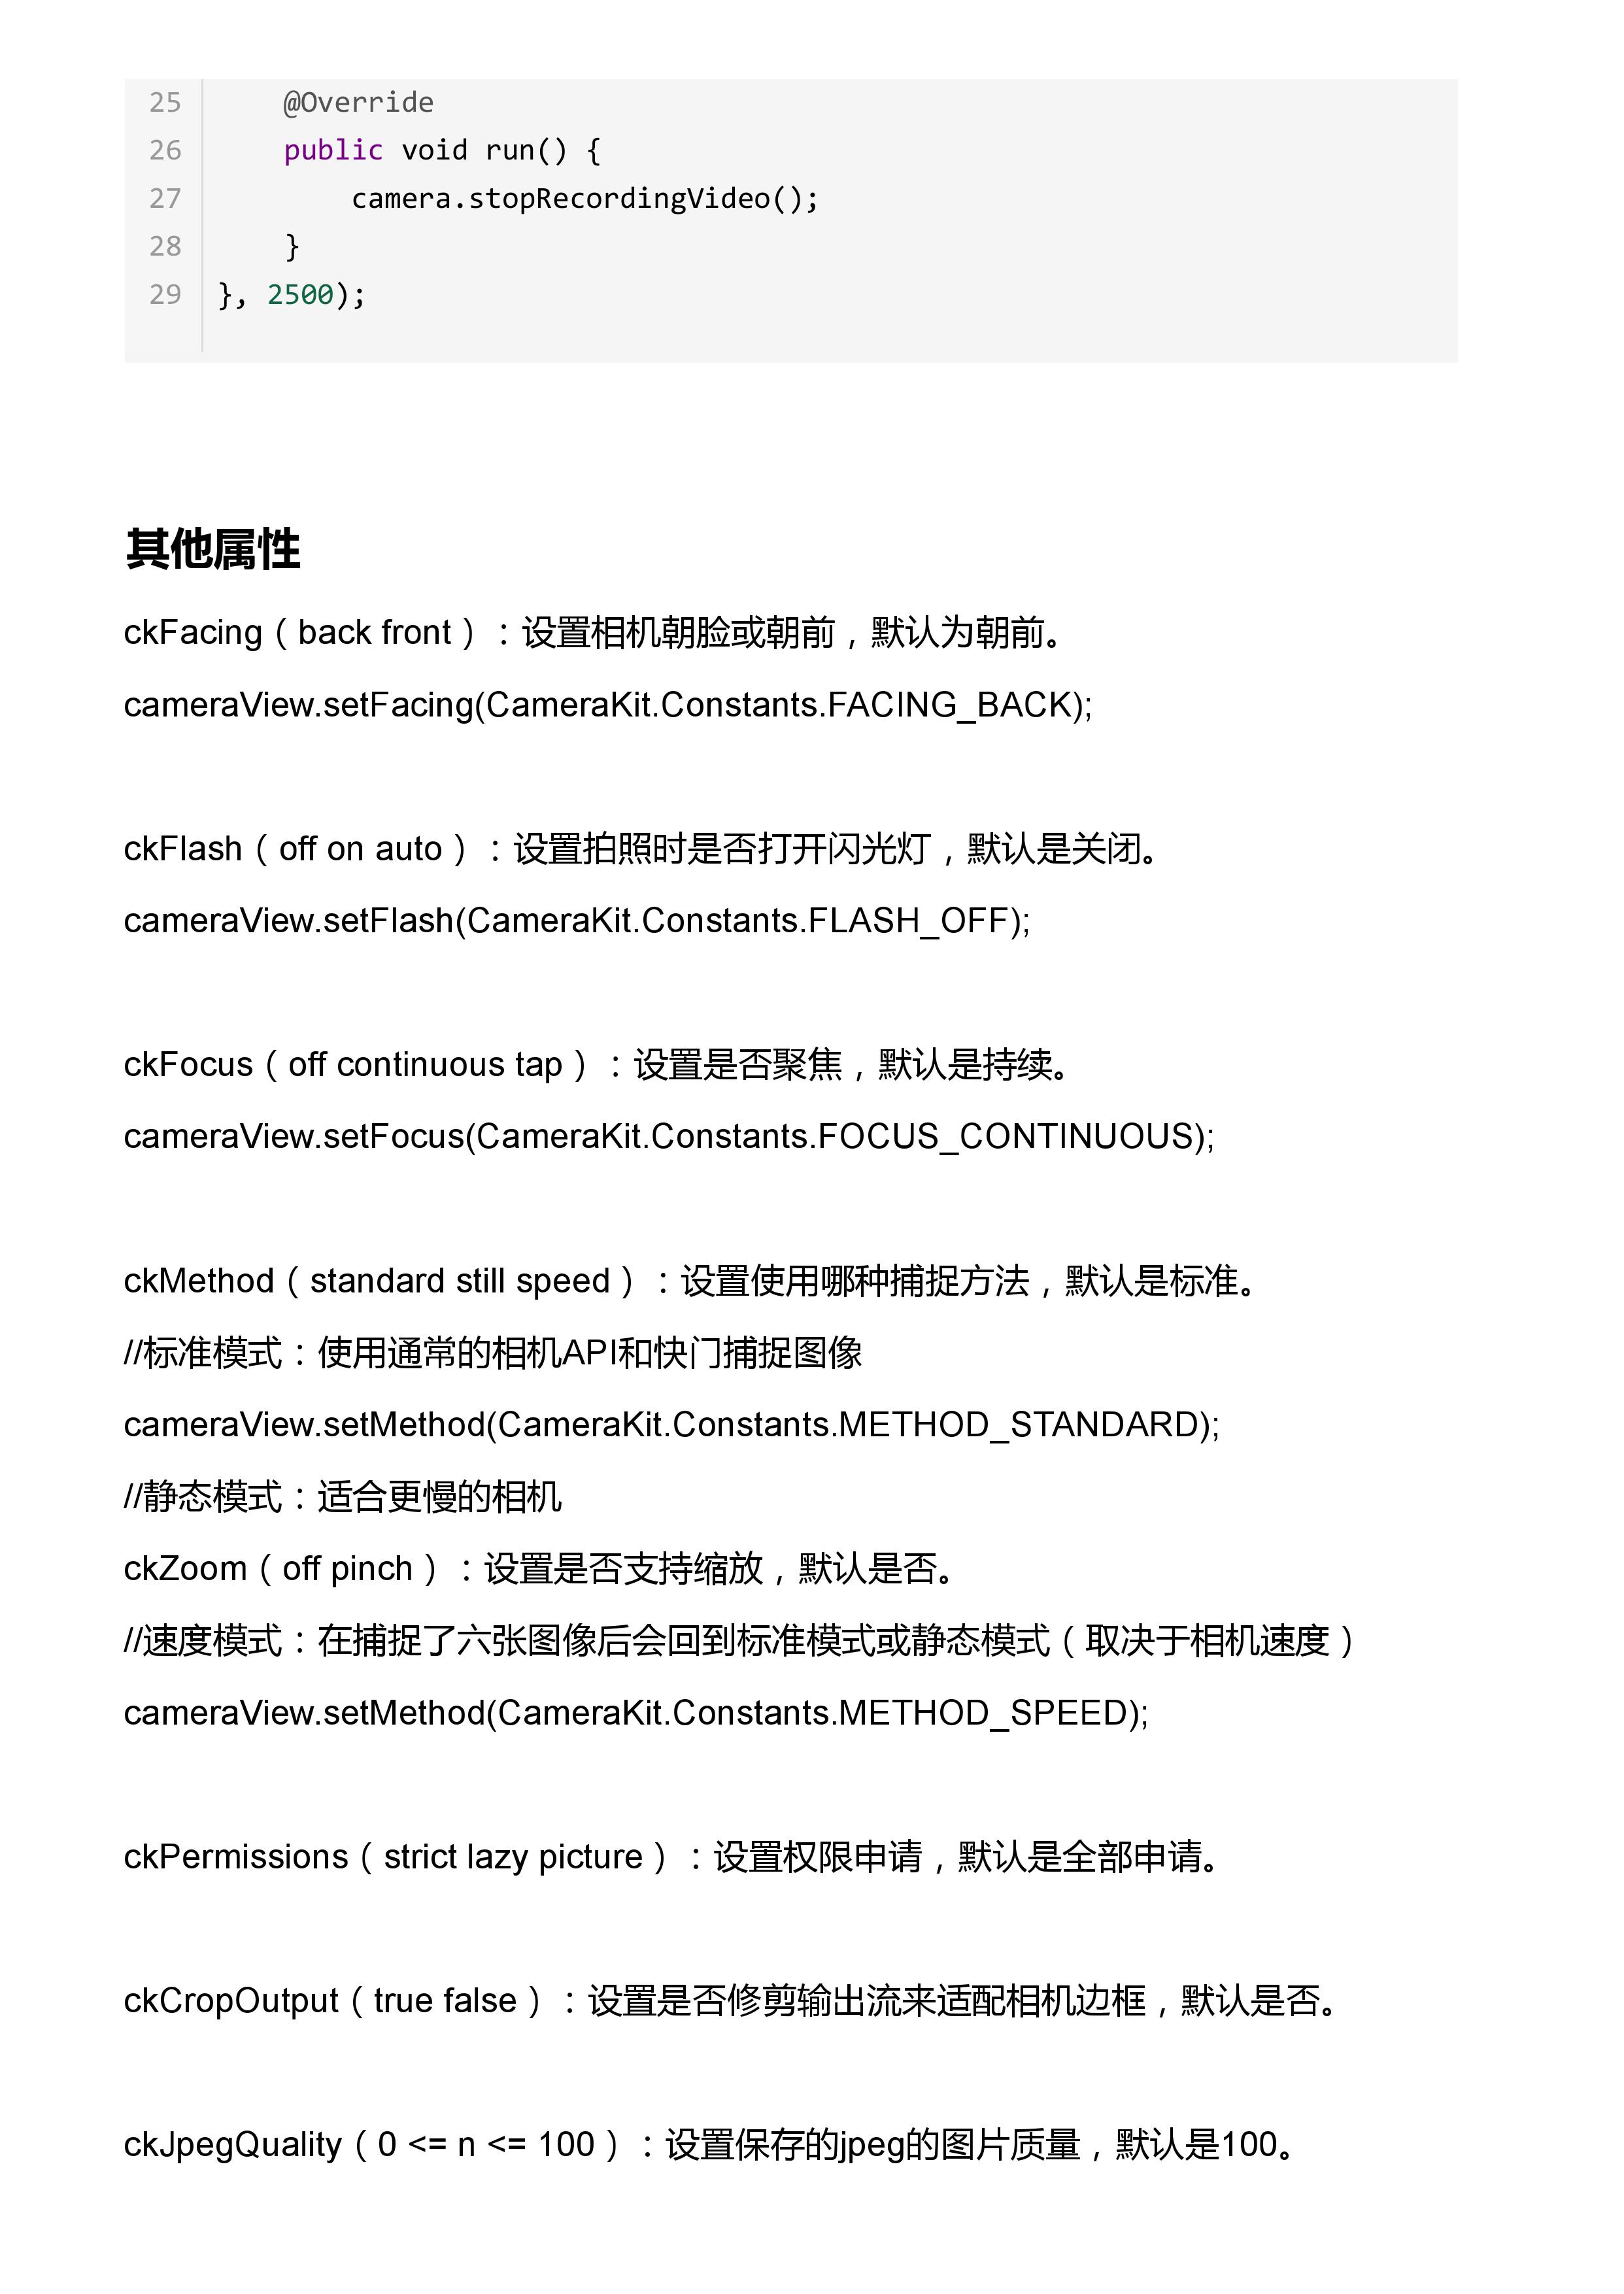 25     @Override
26     public void run() {
27         camera.stopRecordingVideo();
28     }
29 }, 2500);
其他属性
ckFacing（back front）：设置相机朝脸或朝前，默认为朝前。
cameraView.setFacing(CameraKit.Constants.FACING_BACK);
ckFlash（off on auto）：设置拍照时是否打开闪光灯，默认是关闭。
cameraView.setFlash(CameraKit.Constants.FLASH_OFF);
ckFocus（off continuous tap）：设置是否聚焦，默认是持续。
cameraView.setFocus(CameraKit.Constants.FOCUS_CONTINUOUS);
ckMethod（standard still speed）：设置使用哪种捕捉方法，默认是标准。
//标准模式：使用通常的相机API和快门捕捉图像
cameraView.setMethod(CameraKit.Constants.METHOD_STANDARD);
//静态模式：适合更慢的相机
ckZoom（off pinch）：设置是否支持缩放，默认是否。
//速度模式：在捕捉了六张图像后会回到标准模式或静态模式（取决于相机速度）
cameraView.setMethod(CameraKit.Constants.METHOD_SPEED);
ckPermissions（strict lazy picture）：设置权限申请，默认是全部申请。
ckCropOutput（true false）：设置是否修剪输出流来适配相机边框，默认是否。
ckJpegQuality（0 <= n <= 100）：设置保存的jpeg的图片质量，默认是100。